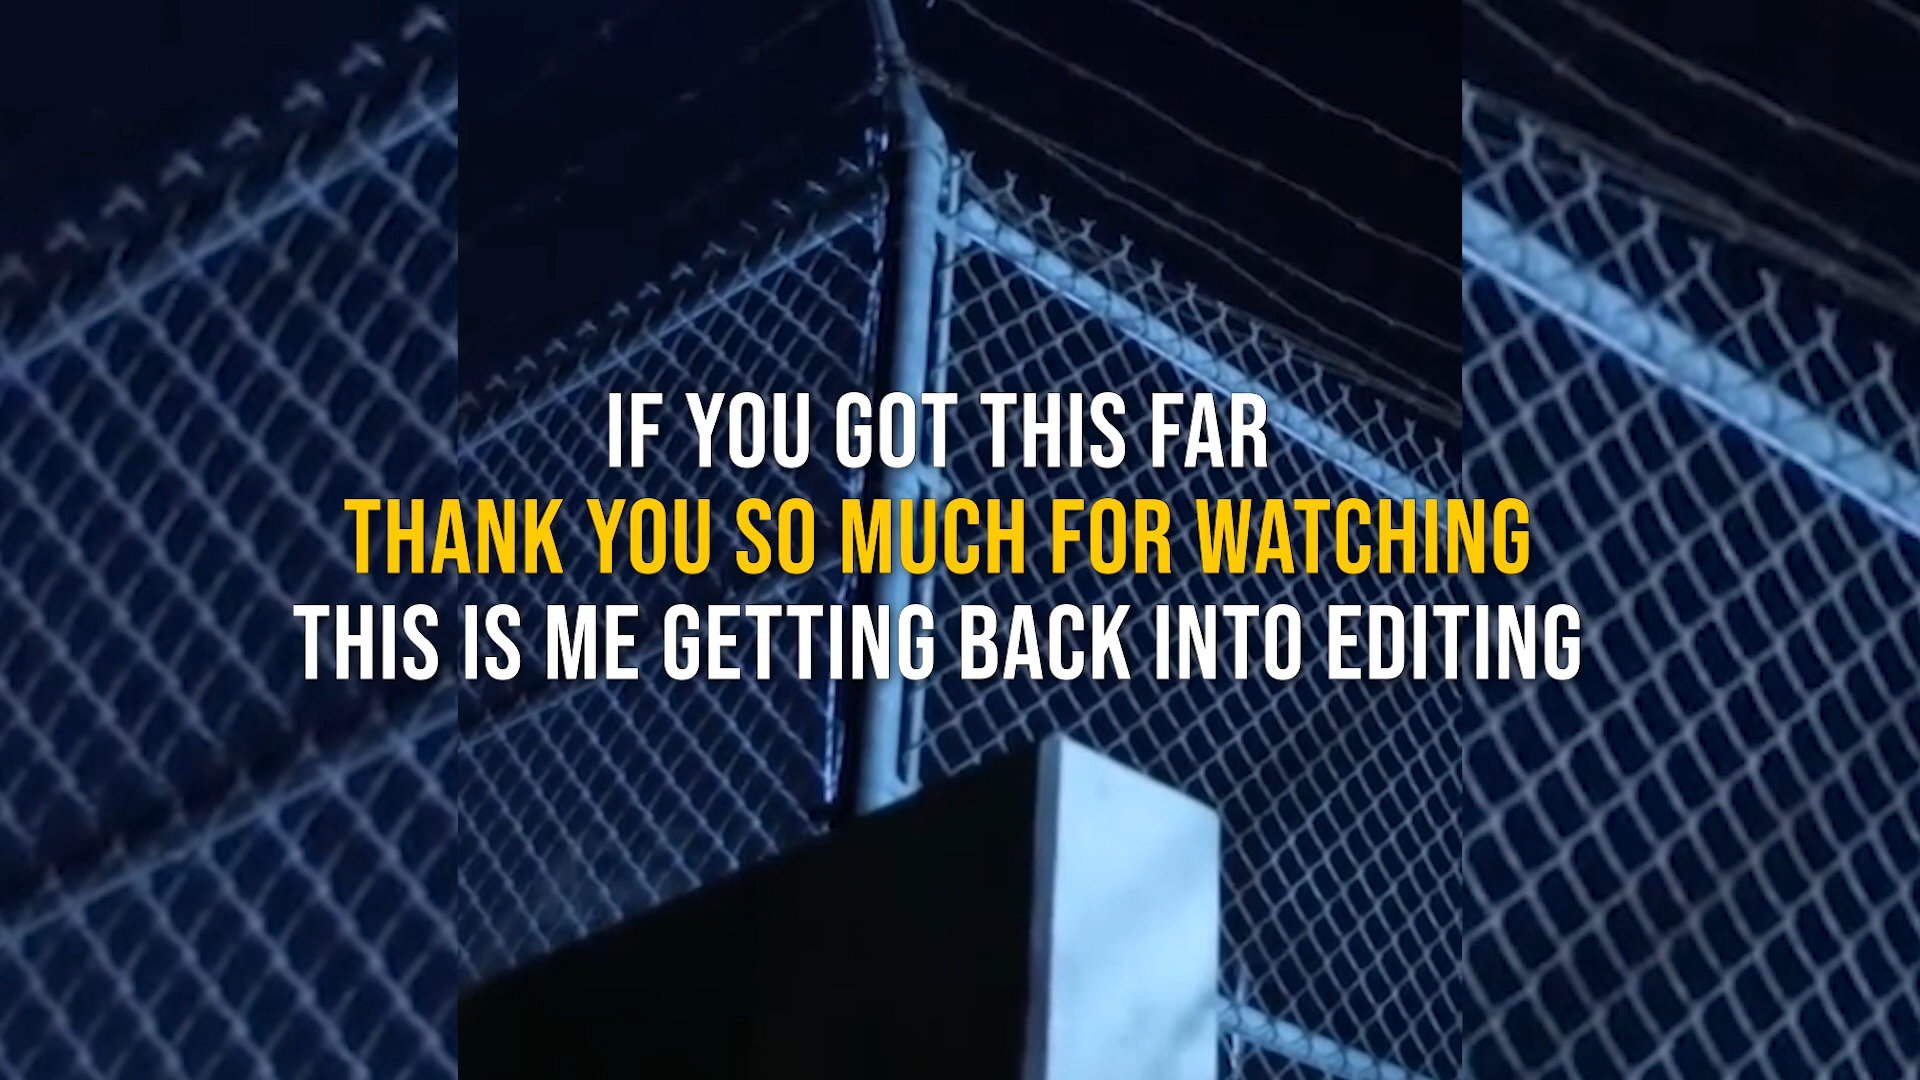 IF YOU GOT THIS FAR
THANK YOU SO MUCH FOR WATCHING
THIS IS ME GETTING BACK INTO EDITING